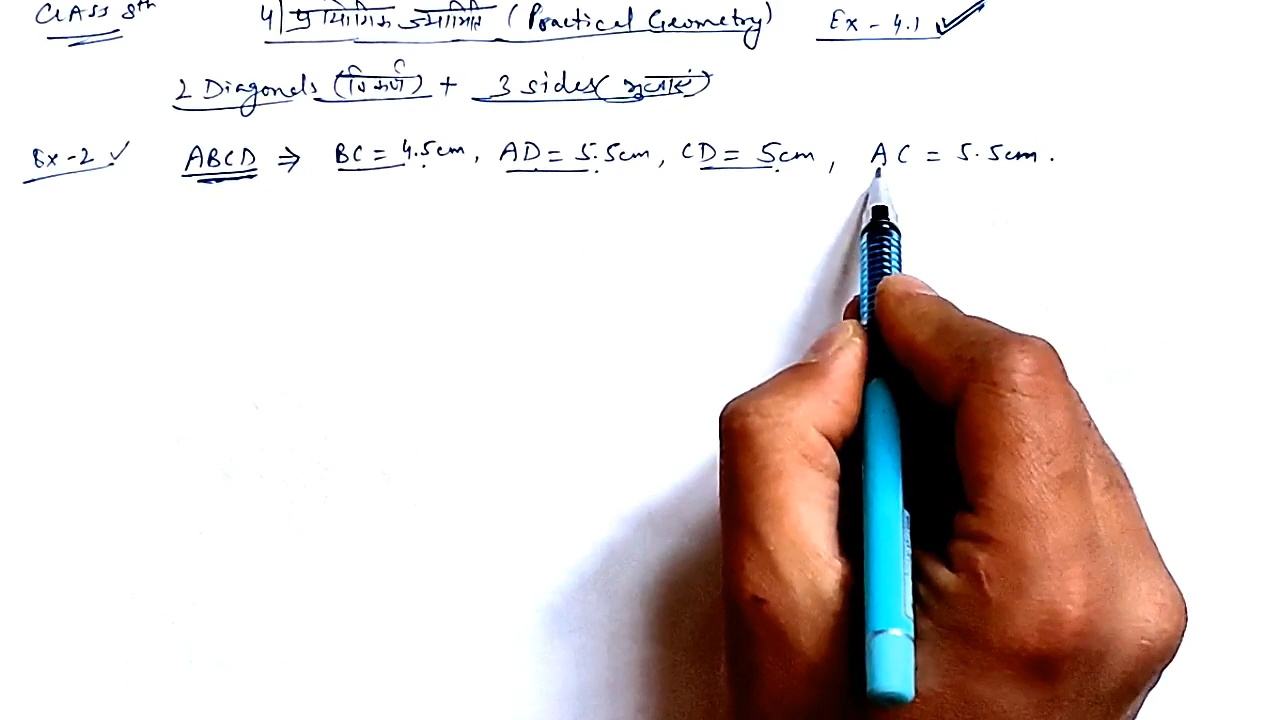 CLASS 8th 4| प्रायोगिक ज्यामिति (Practical Geometry) Ex - 4.1 ✓
2 Diagonals (विकर्ण) + 3 sides (भुजाएं)
Ex-2 ✓ ABCD ⇒ BC = 4.5cm, AD = 5.5cm, CD = 5cm, AC = 5.5cm.